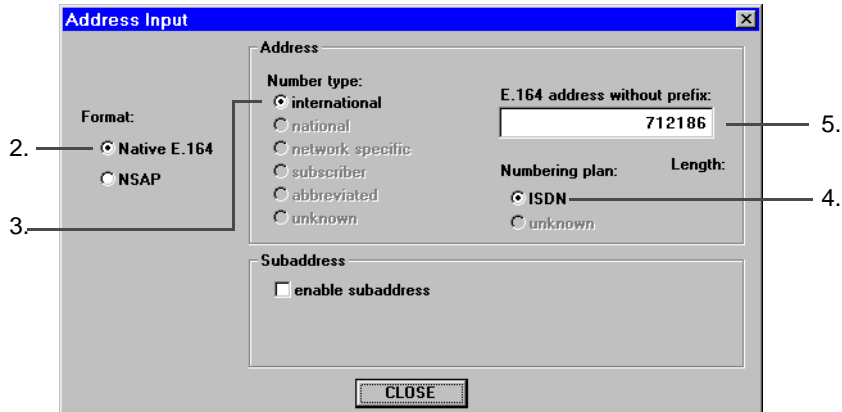 Address Input
Address
Number type:
international
national
network specific
subscriber
abbreviated
unknown
E.164 address without prefix:
712186
Numbering plan:
Length:
ISDN
unknown
Format:
Native E.164
NSAP
Subaddress
enable subaddress
CLOSE
2.
3.
4.
5.